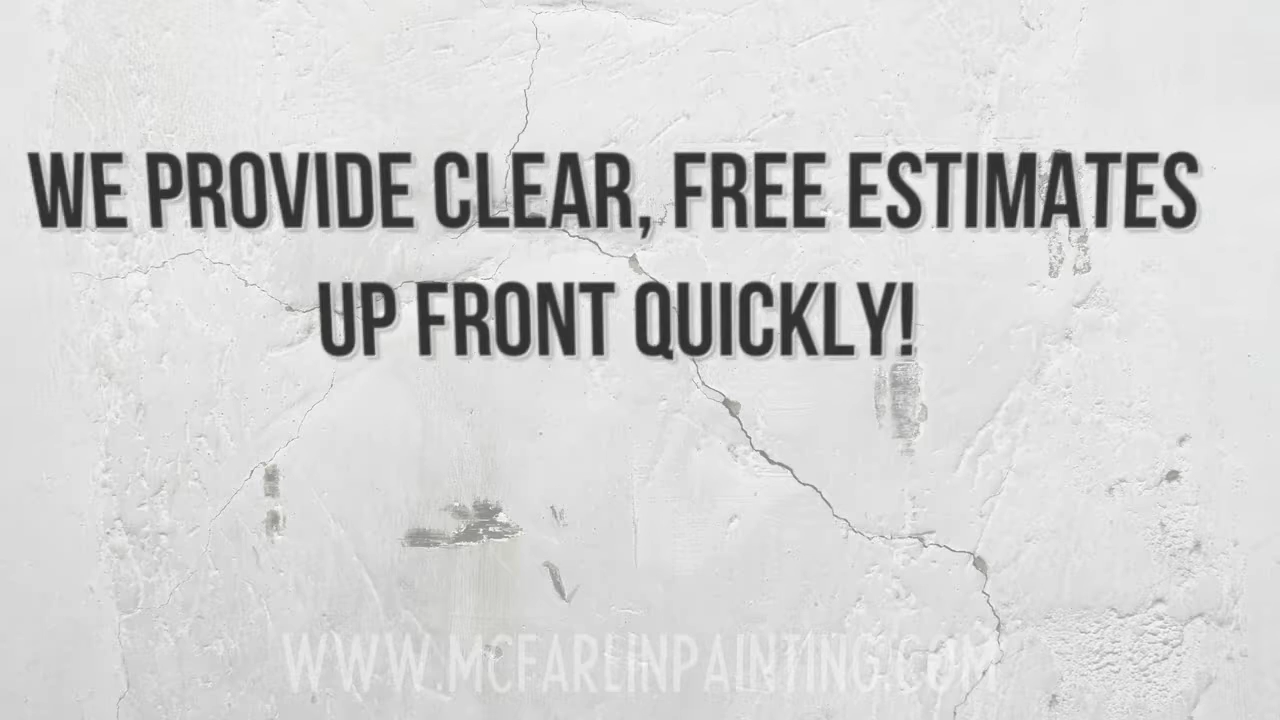 WE PROVIDE CLEAR, FREE ESTIMATES
UP FRONT QUICKLY!
WWW.MCFARLINPAINTING.COM